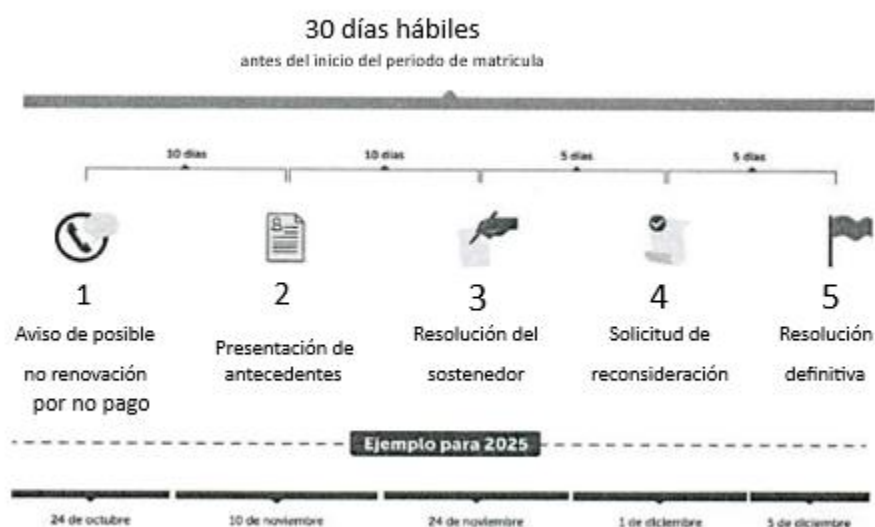 30 días hábiles
antes del inicio del periodo de matricula
10 días
10 días
5 días
5 días
1
Aviso de posible
no renovación
por no pago
2
Presentación de
antecedentes
3
Resolución del
sostenedor
4
Solicitud de
reconsideración
5
Resolución
definitiva
Ejemplo para 2025
24 de octubre
10 de noviembre
24 de noviembre
1 de diciembre
5 de diciembre